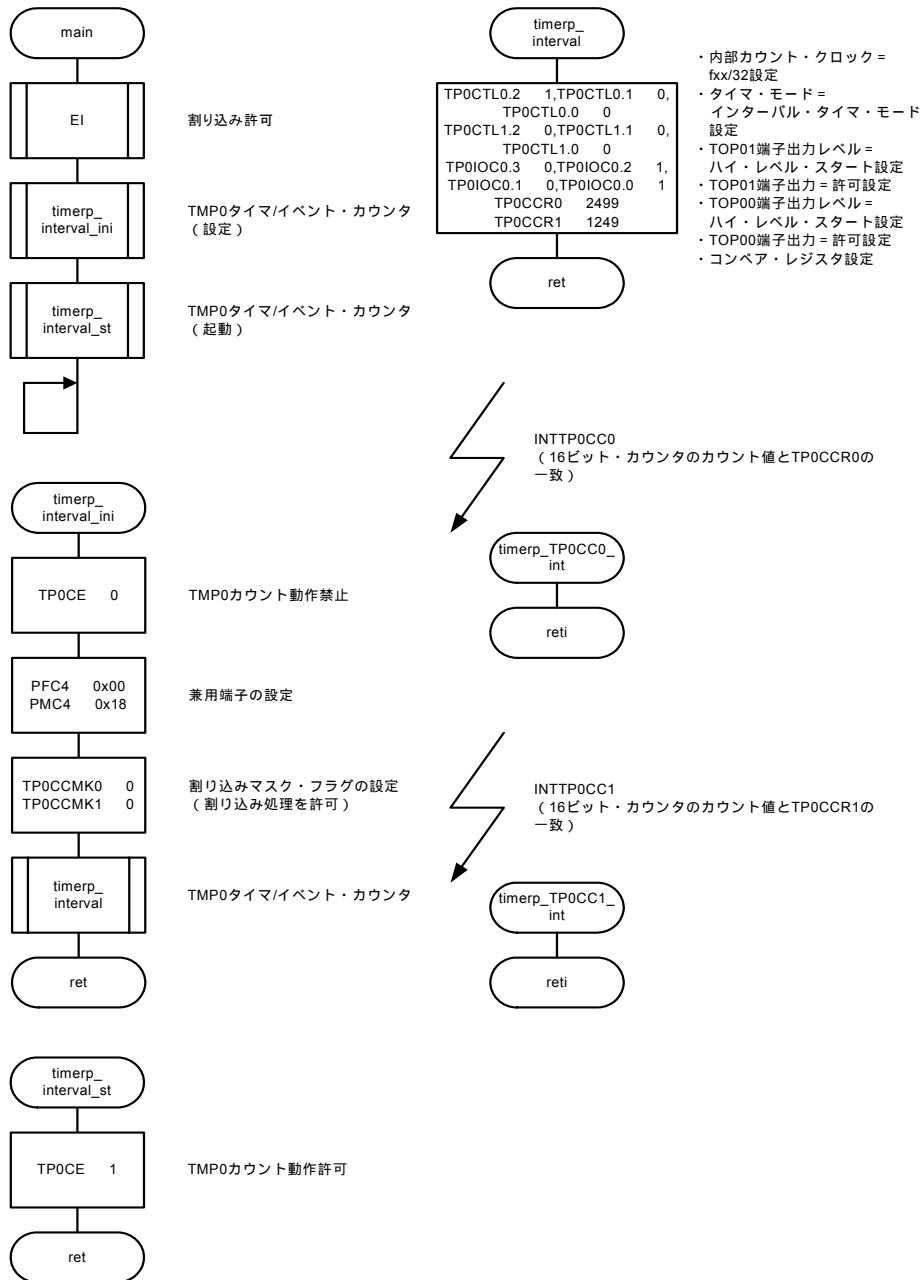 main
EI
割り込み許可
timerp_
interval_ini
TMP0タイマ/イベント・カウンタ
（設定）
timerp_
interval_st
TMP0タイマ/イベント・カウンタ
（起動）
timerp_
interval_ini
TP0CE 0
TMP0カウント動作禁止
PFC4 0x00
PMC4 0x18
兼用端子の設定
TP0CCMK0 0
TP0CCMK1 0
割り込みマスク・フラグの設定
（割り込み処理を許可）
timerp_
interval
TMP0タイマ/イベント・カウンタ
ret
timerp_
interval_st
TP0CE 1
TMP0カウント動作許可
ret
timerp_
interval
TP0CTL0.2 1,TP0CTL0.1 0,
TP0CTL0.0 0
TP0CTL1.2 0,TP0CTL1.1 0,
TP0CTL1.0 0
TP0IOC0.3 0,TP0IOC0.2 1,
TP0IOC0.1 0,TP0IOC0.0 1
TP0CCR0 2499
TP0CCR1 1249
・内部カウント・クロック＝
fxx/32設定
・タイマ・モード＝
インターバル・タイマ・モード
設定
・TOP01端子出力レベル＝
ハイ・レベル・スタート設定
・TOP01端子出力＝許可設定
・TOP00端子出力レベル＝
ハイ・レベル・スタート設定
・TOP00端子出力＝許可設定
・コンペア・レジスタ設定
ret
INTTP0CC0
（16ビット・カウンタのカウント値とTP0CCR0の
一致）
timerp_TP0CC0_
int
reti
INTTP0CC1
（16ビット・カウンタのカウント値とTP0CCR1の
一致）
timerp_TP0CC1_
int
reti